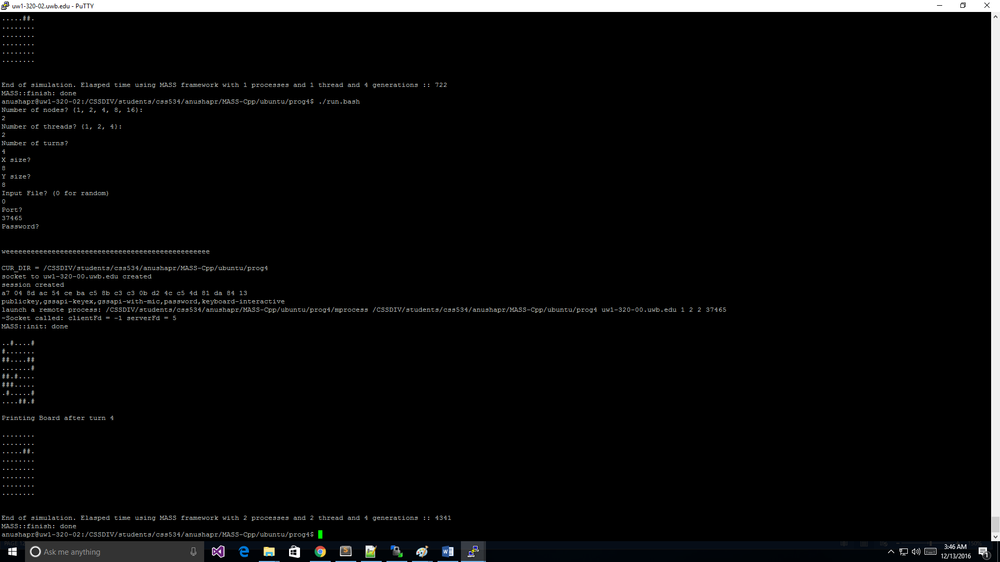 uw1-320-02.uwb.edu - PuTTY
.....##.
........
........
........
........
........
End of simulation. Elasped time using MASS framework with 1 processes and 1 thread and 4 generations :: 722
MASS::finish: done
anushapr@uw1-320-02:/CSSDIV/students/css534/anushapr/MASS-Cpp/ubuntu/prog4$ ./run.bash
Number of nodes? {1, 2, 4, 8, 16}:
2
Number of threads? {1, 2, 4}:
2
Number of turns?
4
X size?
8
Y size?
8
Input File? (0 for random)
0
Port?
37465
Password?
weeeeeeeeeeeeeeeeeeeeeeeeeeeeeeeeeeeeeeeeeeeeeeeee
CUR_DIR = /CSSDIV/students/css534/anushapr/MASS-Cpp/ubuntu/prog4
socket to uw1-320-00.uwb.edu created
session created
a7 04 8d ac 54 ce ba c5 8b c3 c3 0b d2 4c c5 4d 81 da 84 13
publickey,gssapi-keyex,gssapi-with-mic,password,keyboard-interactive
launch a remote process: /CSSDIV/students/css534/anushapr/MASS-Cpp/ubuntu/prog4/mprocess /CSSDIV/students/css534/anushapr/MASS-Cpp/ubuntu/prog4 uw1-320-00.uwb.edu 1 2 2 37465
~Socket called: clientFd = -1 serverFd = 5
MASS::init: done
..#....#
#.......
##....##
.......#
##.#....
###.....
.#.....#
....##.#
Printing Board after turn 4
........
........
.....##.
........
........
........
........
........
End of simulation. Elasped time using MASS framework with 2 processes and 2 thread and 4 generations :: 4341
MASS::finish: done
anushapr@uw1-320-02:/CSSDIV/students/css534/anushapr/MASS-Cpp/ubuntu/prog4$
Ask me anything
3:46 AM
12/13/2016
1